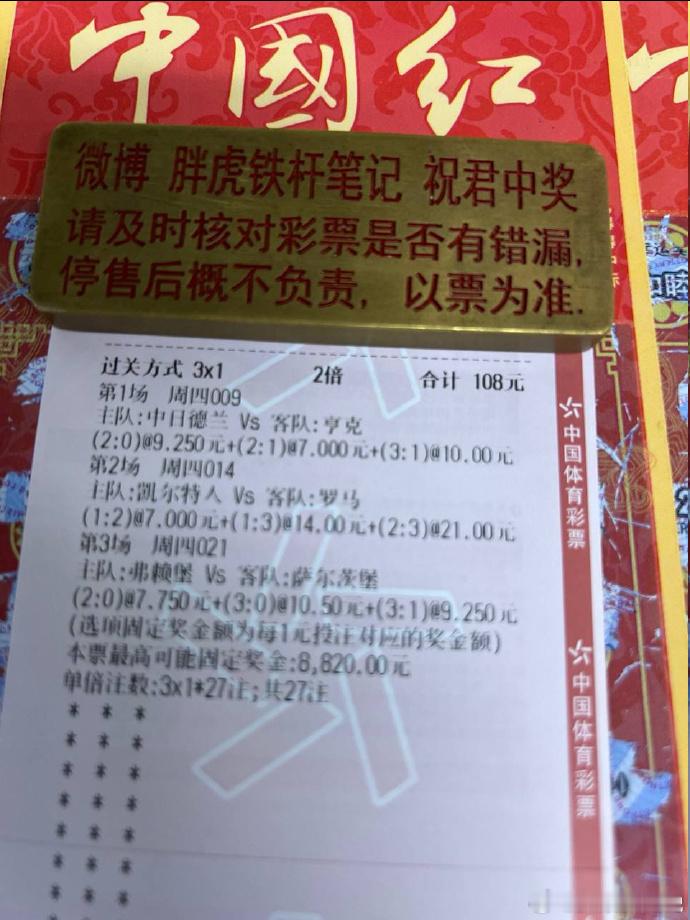 中國红
微博 胖虎铁杆笔记 祝君中奖
请及时核对彩票是否有错漏,
停售后概不负责, 以票为准.
过关方式 3x1 2倍 合计 108元
第1场 周四009
主队:中日德兰 Vs 客队:亨克
(2:0)@9.250元+(2:1)@7.000元+(3:1)@10.00元
第2场 周四014
主队:凯尔特人 Vs 客队:罗马
(1:2)@7.000元+(1:3)@14.00元+(2:3)@21.00元
第3场 周四021
主队:弗赖堡 Vs 客队:萨尔茨堡
(2:0)@7.750元+(3:0)@10.50元+(3:1)@9.250元
(选项固定奖金额为每1元投注对应的奖金额)
本票最高可能固定奖金:8,820.00元
单倍注数:3x1*27注;共27注
* * *
* * *
* * *
* * *
* * *
* * *
* * *
中国体育彩票
中国体育彩票